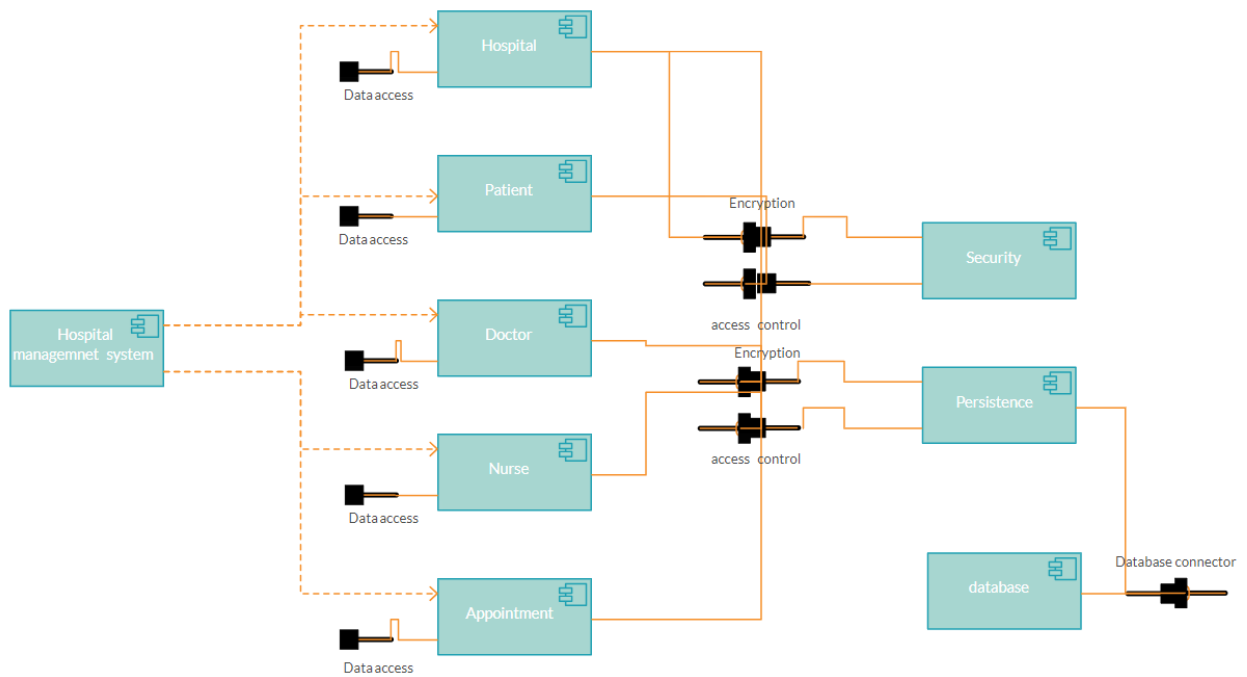 Hospital
Data access
Patient
Data access
Encryption
Security
access control
Hospital
managemnet system
Doctor
Data access
Encryption
Persistence
access control
Nurse
Data access
Database connector
database
Appointment
Data access